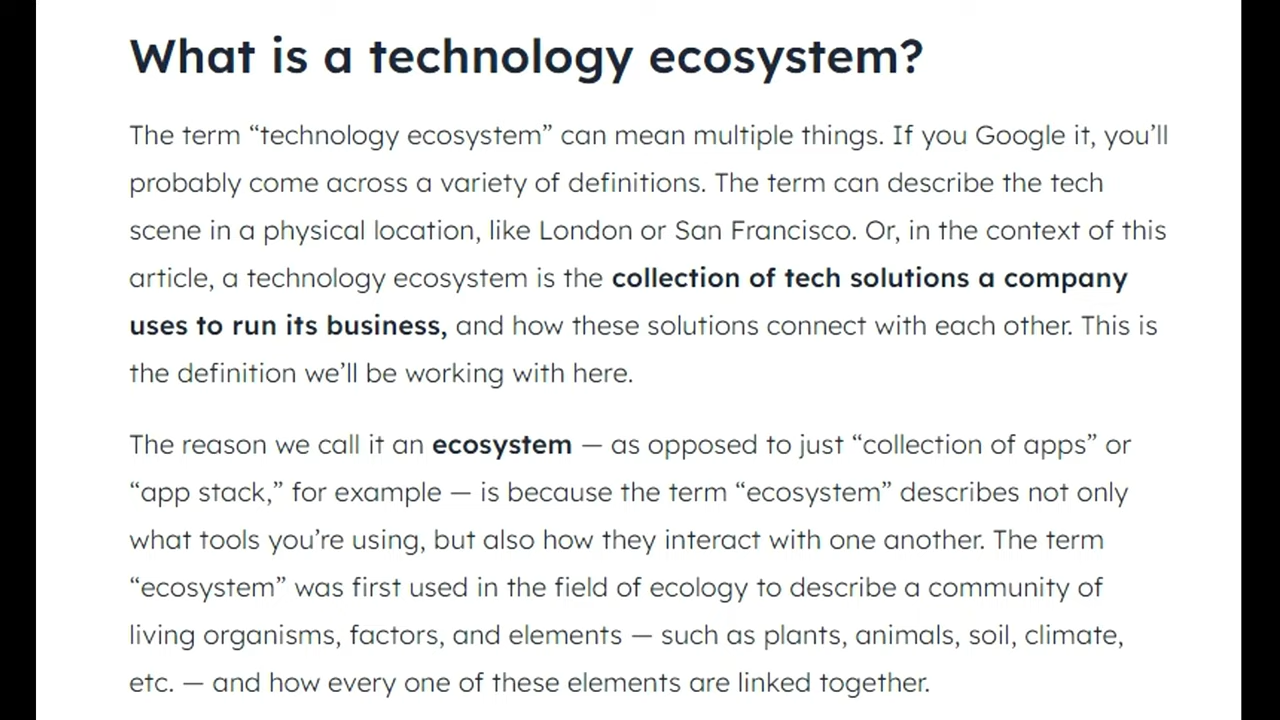 What is a technology ecosystem?
The term “technology ecosystem” can mean multiple things. If you Google it, you’ll
probably come across a variety of definitions. The term can describe the tech
scene in a physical location, like London or San Francisco. Or, in the context of this
article, a technology ecosystem is the collection of tech solutions a company
uses to run its business, and how these solutions connect with each other. This is
the definition we’ll be working with here.
The reason we call it an ecosystem — as opposed to just “collection of apps” or
“app stack,” for example — is because the term “ecosystem” describes not only
what tools you’re using, but also how they interact with one another. The term
“ecosystem” was first used in the field of ecology to describe a community of
living organisms, factors, and elements — such as plants, animals, soil, climate,
etc. — and how every one of these elements are linked together.